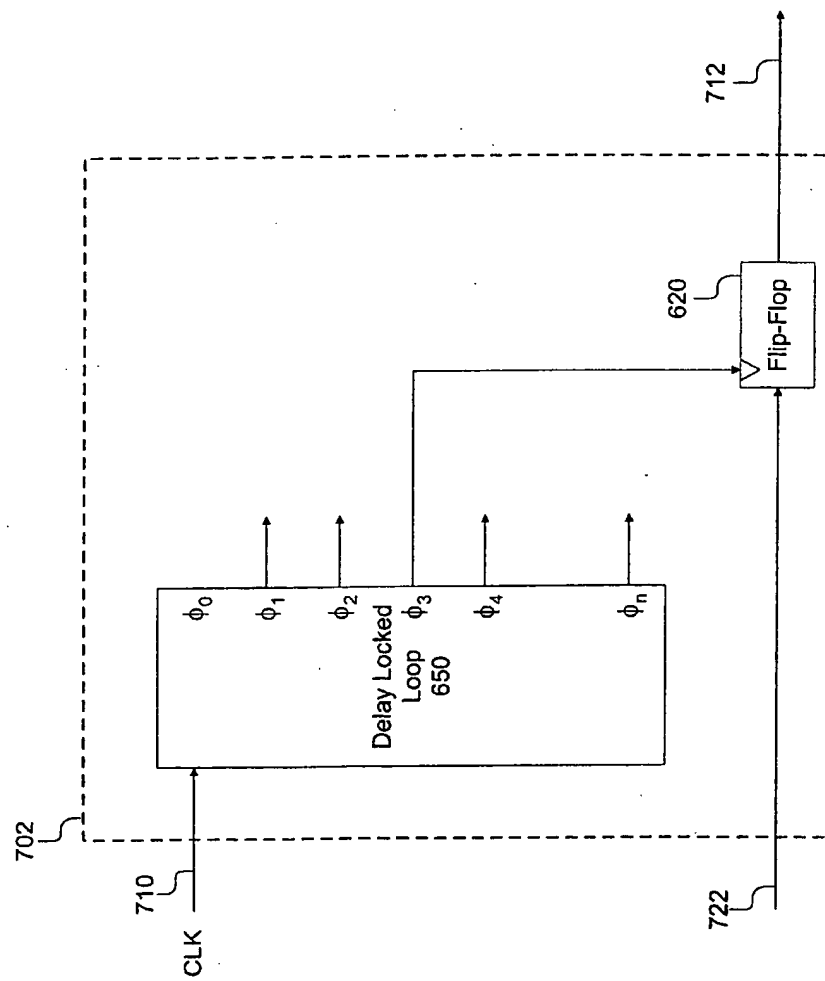 702
CLK
710
Delay Locked
Loop
650
ϕ0
ϕ1
ϕ2
ϕ3
ϕ4
ϕn
722
Flip-Flop
620
712